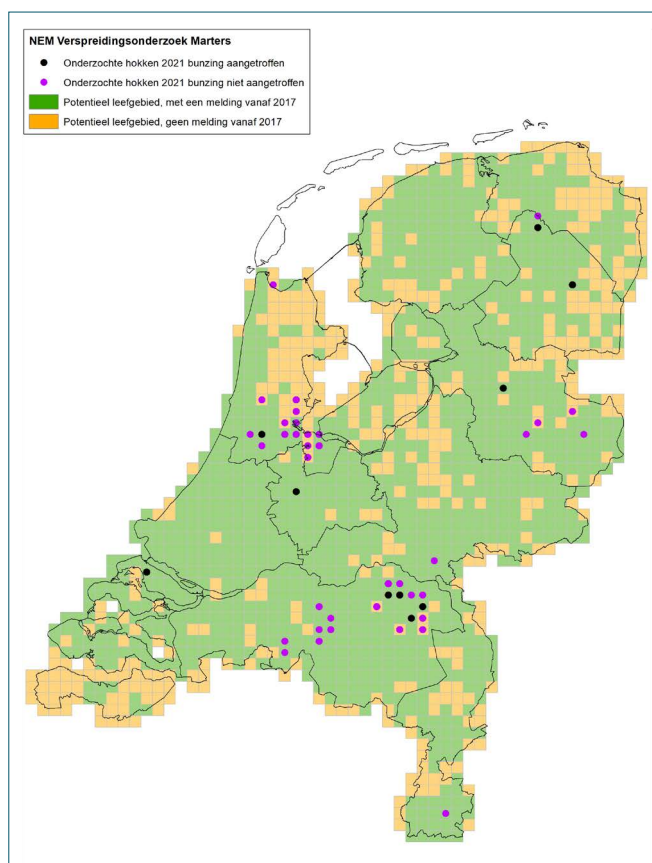 NEM Verspreidingsonderzoek Marters
Onderzochte hokken 2021 bunzing aangetroffen
Onderzochte hokken 2021 bunzing niet aangetroffen
Potentieel leefgebied, met een melding vanaf 2017
Potentieel leefgebied, geen melding vanaf 2017